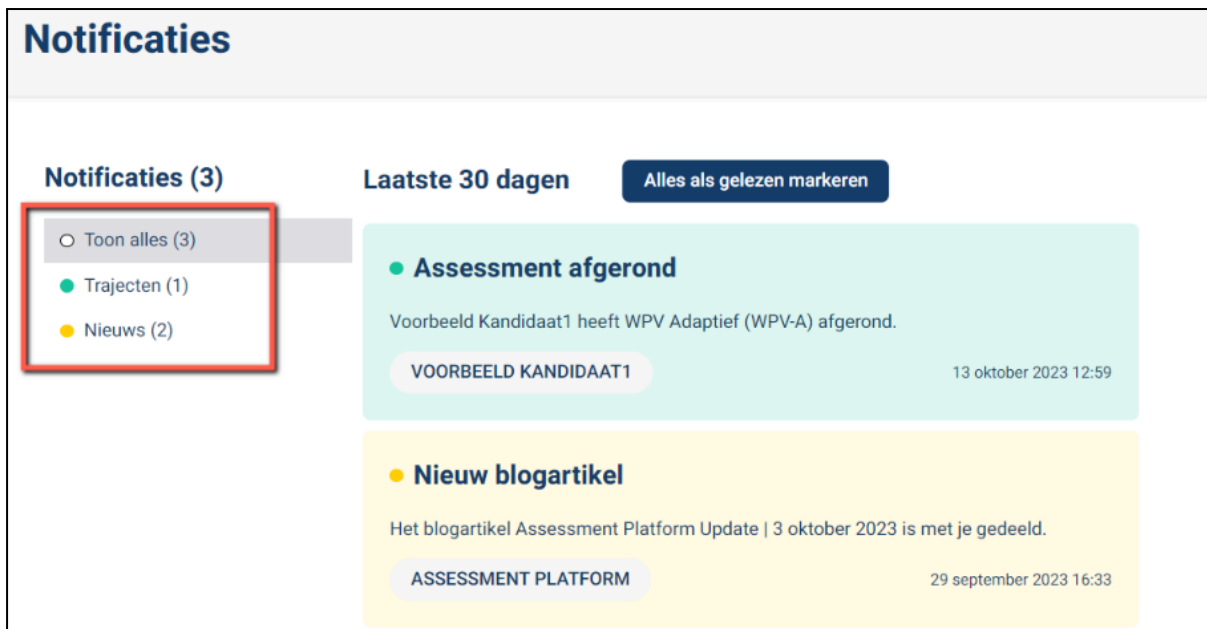 Notificaties
Notificaties (3)
Toon alles (3)
Trajecten (1)
Nieuws (2)
Laatste 30 dagen
Alles als gelezen markeren
Assessment afgerond
Voorbeeld Kandidaat1 heeft WPV Adaptief (WPV-A) afgerond.
VOORBEELD KANDIDAAT1
13 oktober 2023 12:59
Nieuw blogartikel
Het blogartikel Assessment Platform Update | 3 oktober 2023 is met je gedeeld.
ASSESSMENT PLATFORM
29 september 2023 16:33